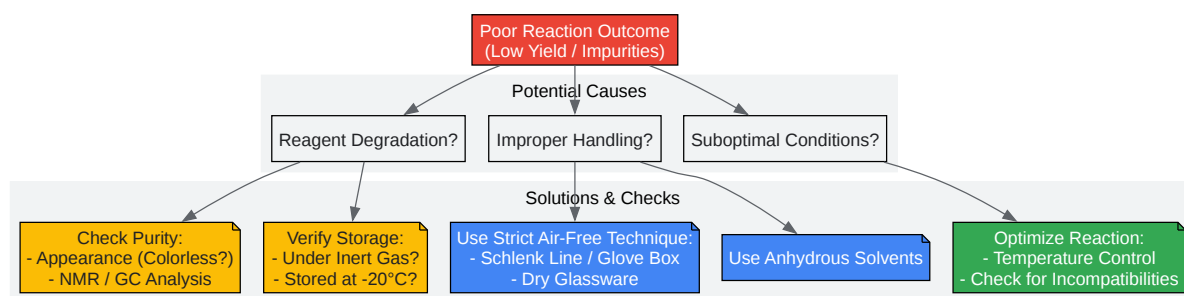 Poor Reaction Outcome
(Low Yield / Impurities)
Potential Causes
Reagent Degradation?
Improper Handling?
Suboptimal Conditions?
Solutions & Checks
Check Purity:
- Appearance (Colorless?)
- NMR / GC Analysis
Verify Storage:
- Under Inert Gas?
- Stored at -20°C?
Use Strict Air-Free Technique:
- Schlenk Line / Glove Box
- Dry Glassware
Use Anhydrous Solvents
Optimize Reaction:
- Temperature Control
- Check for Incompatibilities